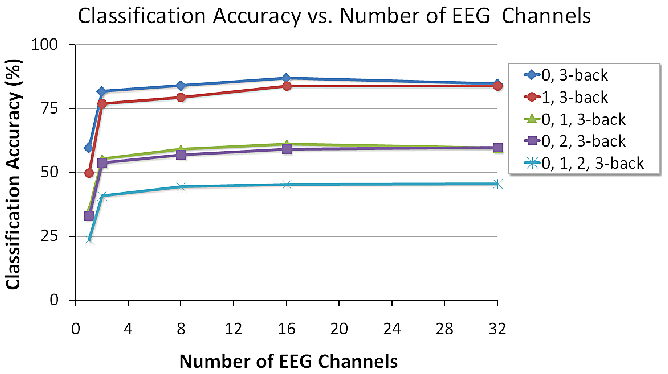 Classification Accuracy vs. Number of EEG Channels
Classification Accuracy (%)
100
75
50
25
0
0 4 8 12 16 20 24 28 32
Number of EEG Channels
0, 3-back
1, 3-back
0, 1, 3-back
0, 2, 3-back
0, 1, 2, 3-back